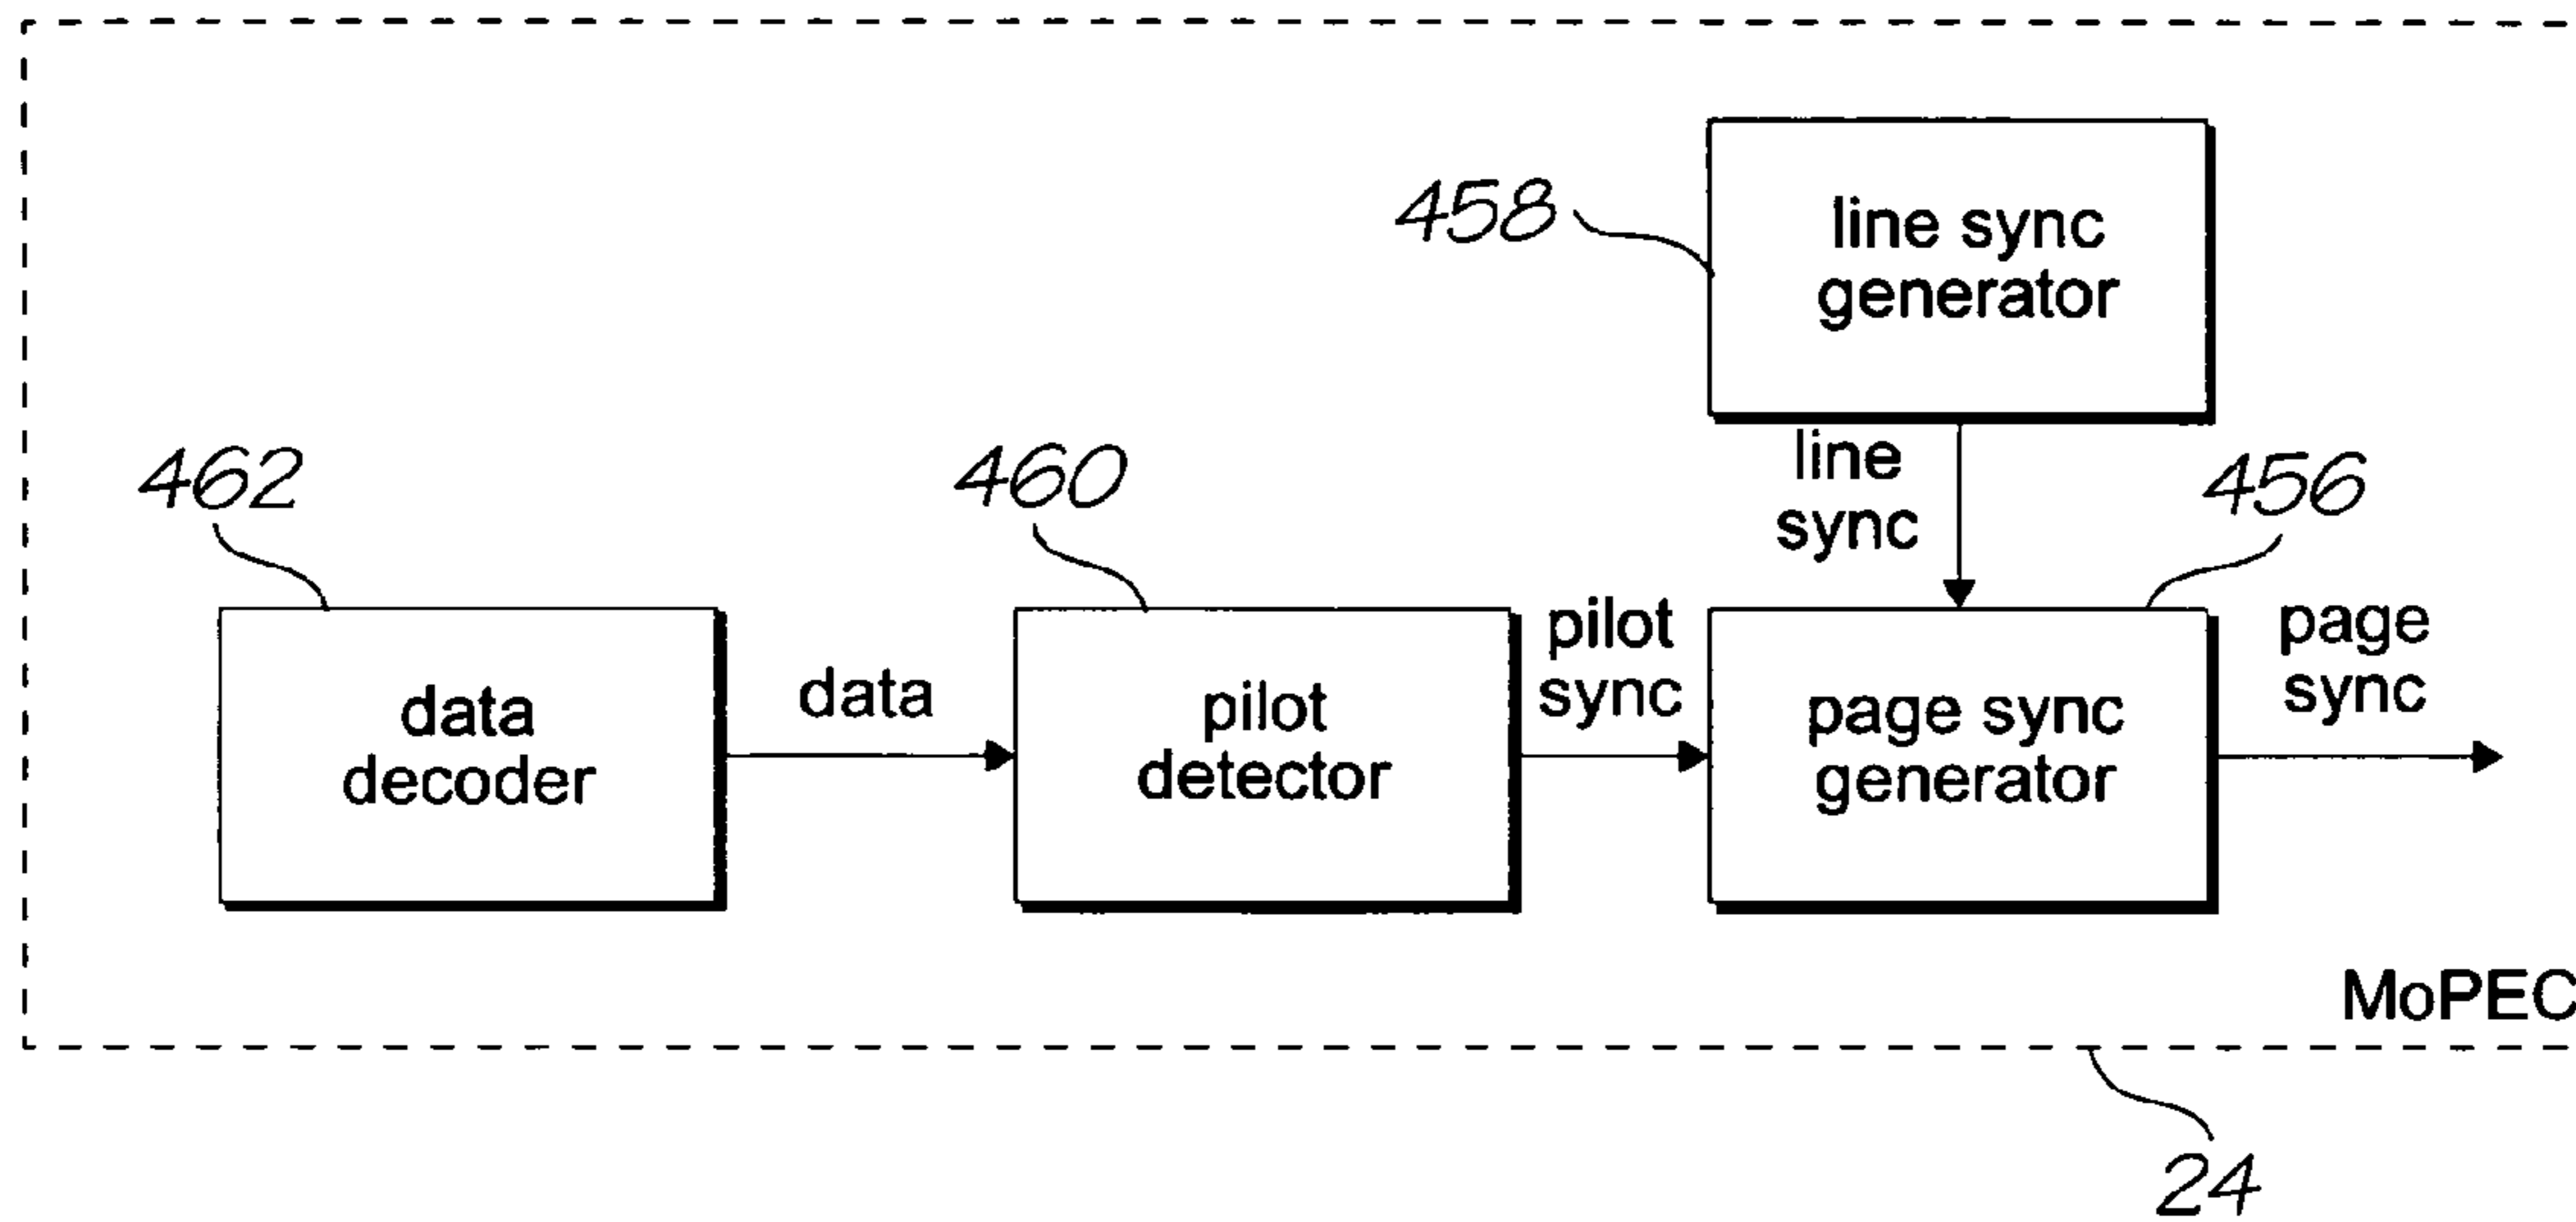 458
line sync
generator
line
sync
462
460
456
data
decoder
data
pilot
detector
pilot
sync
page sync
generator
page
sync
MoPEC
24